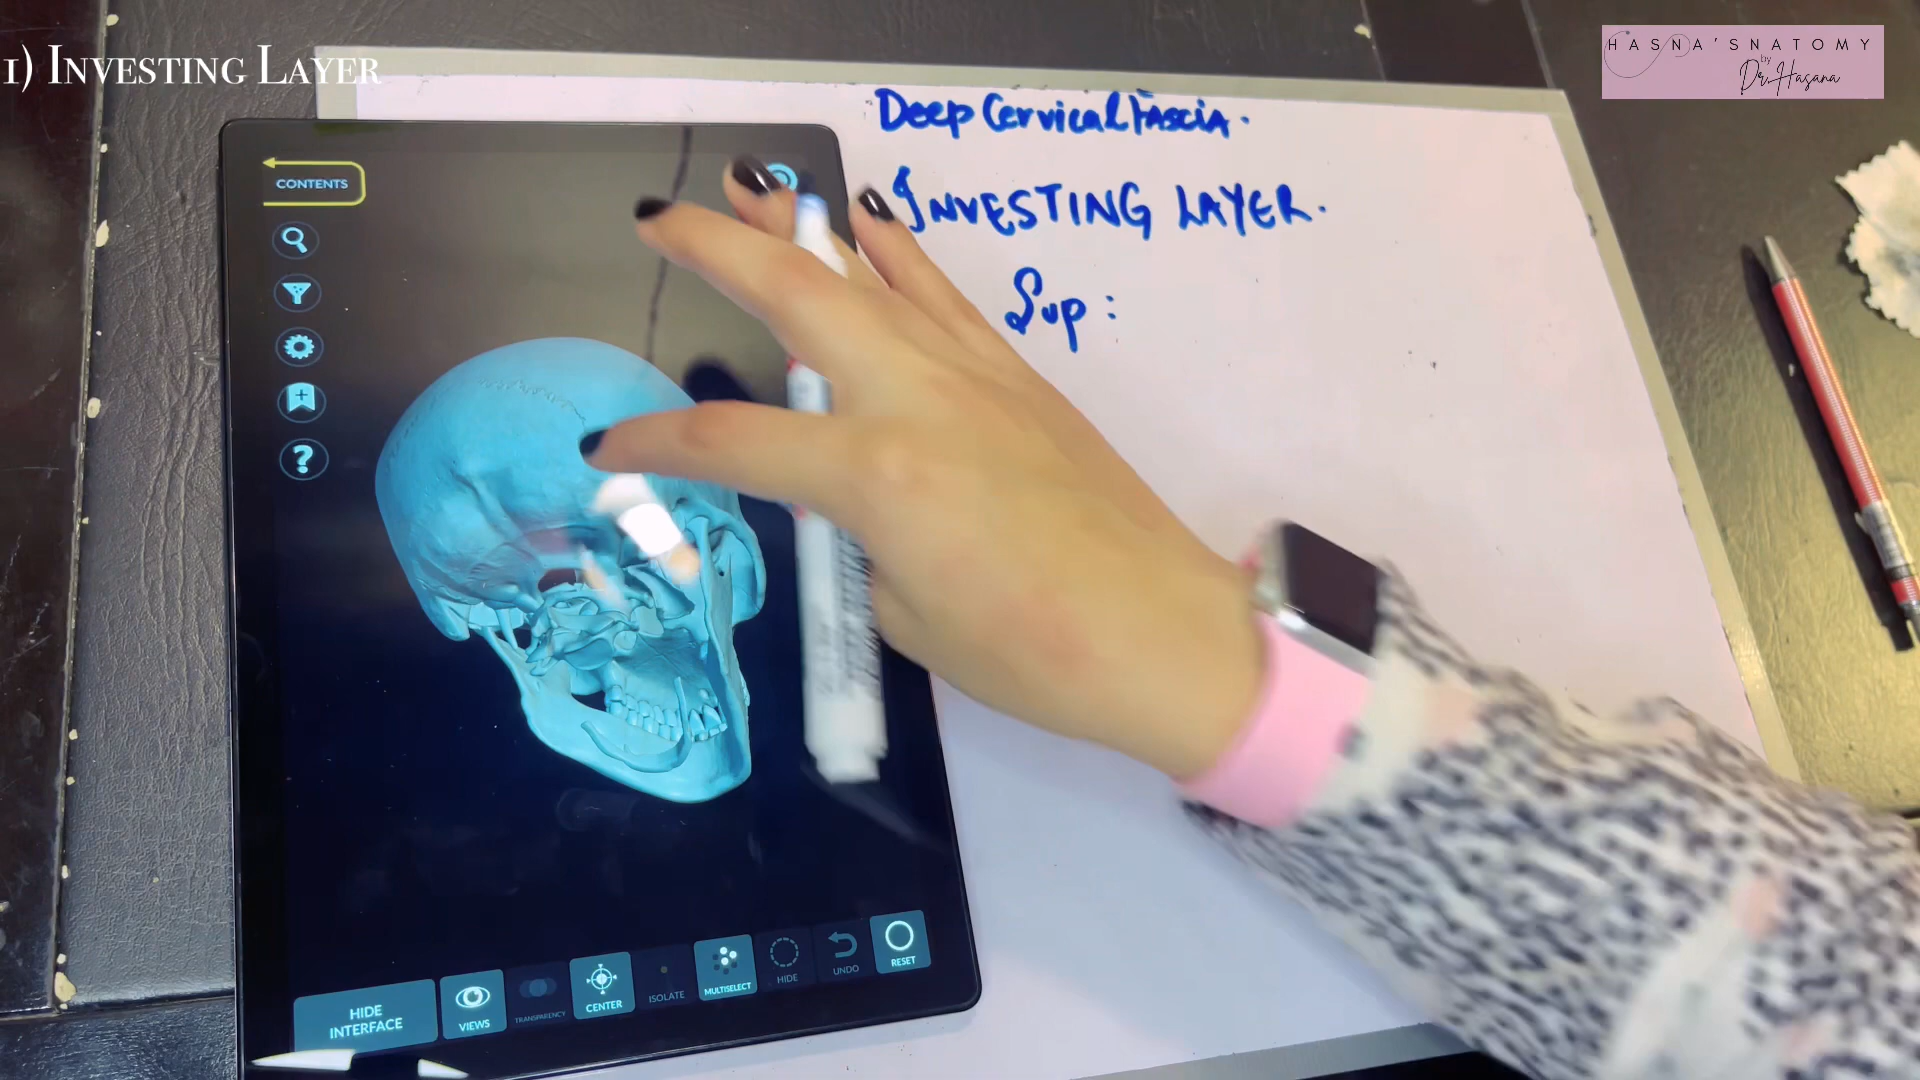 1) INVESTING LAYER
HASNA'SNATOMY
by
Dr.Hasana
Deep Cervical Fascia.
INVESTING LAYER.
Sup :
CONTENTS
?
HIDE
INTERFACE
VIEWS
TRANSPARENCY
CENTER
ISOLATE
MULTISELECT
HIDE
UNDO
RESET